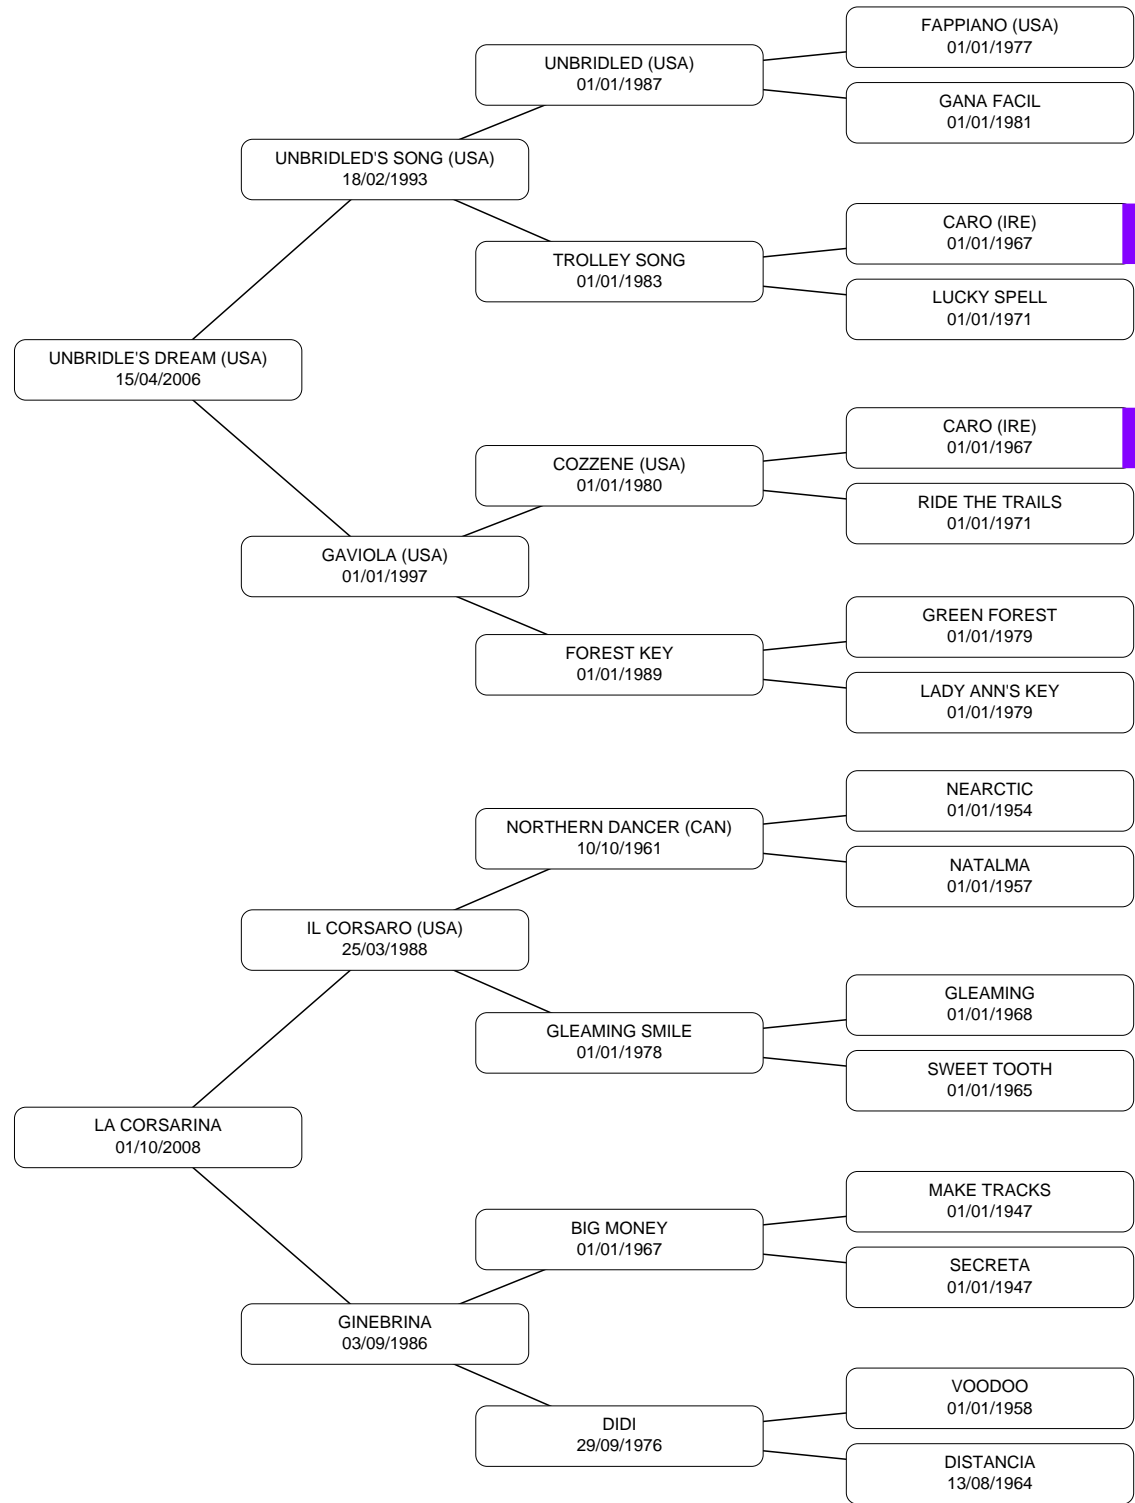 FAPPIANO (USA)
01/01/1977
UNBRIDLED (USA)
01/01/1987
GANA FACIL
01/01/1981
UNBRIDLED'S SONG (USA)
18/02/1993
CARO (IRE)
01/01/1967
TROLLEY SONG
01/01/1983
LUCKY SPELL
01/01/1971
UNBRIDLE'S DREAM (USA)
15/04/2006
CARO (IRE)
01/01/1967
COZZENE (USA)
01/01/1980
RIDE THE TRAILS
01/01/1971
GAVIOLA (USA)
01/01/1997
GREEN FOREST
01/01/1979
FOREST KEY
01/01/1989
LADY ANN'S KEY
01/01/1979
NEARCTIC
01/01/1954
NORTHERN DANCER (CAN)
10/10/1961
NATALMA
01/01/1957
IL CORSARO (USA)
25/03/1988
GLEAMING
01/01/1968
GLEAMING SMILE
01/01/1978
SWEET TOOTH
01/01/1965
LA CORSARINA
01/10/2008
MAKE TRACKS
01/01/1947
BIG MONEY
01/01/1967
SECRETA
01/01/1947
GINEBRINA
03/09/1986
VOODOO
01/01/1958
DIDI
29/09/1976
DISTANCIA
13/08/1964